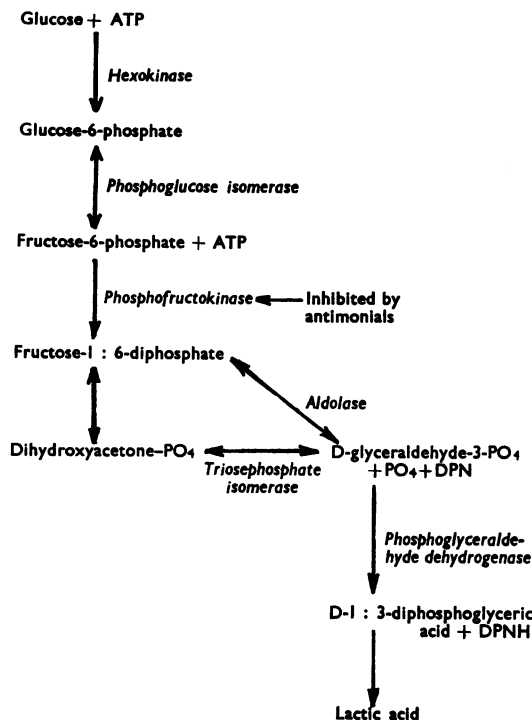 Glucose + ATP
Hexokinase
Glucose-6-phosphate
Phosphoglucose isomerase
Fructose-6-phosphate + ATP
Phosphofructokinase
Inhibited by
antimonials
Fructose-1 : 6-diphosphate
Aldolase
Dihydroxyacetone-PO₄
Triosephosphate
isomerase
D-glyceraldehyde-3-PO₄
+PO₄+DPN
Phosphoglyceralde-
hyde dehydrogenase
D-1 : 3-diphosphoglyceric
acid + DPNH
Lactic acid